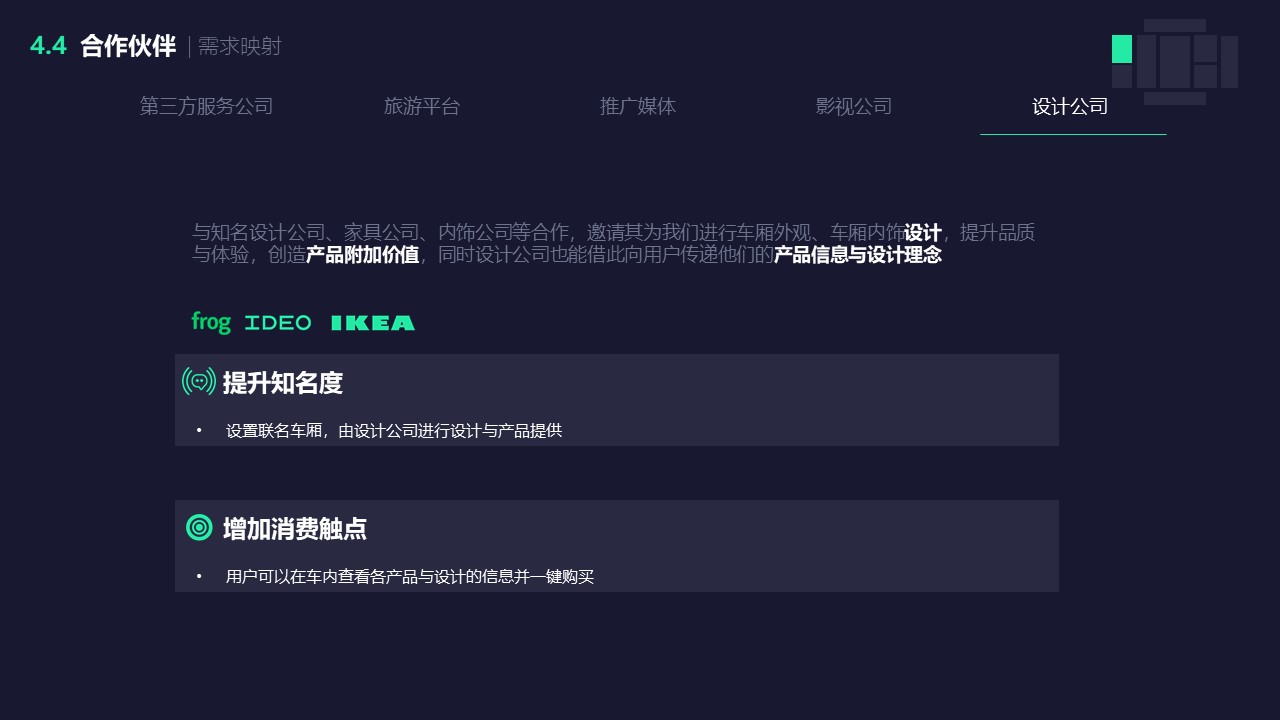 4.4 合作伙伴 | 需求映射
第三方服务公司 旅游平台 推广媒体 影视公司 设计公司
与知名设计公司、家具公司、内饰公司等合作，邀请其为我们进行车厢外观、车厢内饰设计，提升品质
与体验，创造产品附加价值，同时设计公司也能借此向用户传递他们的产品信息与设计理念
frog IDEO IKEA
提升知名度
• 设置联名车厢，由设计公司进行设计与产品提供
增加消费触点
• 用户可以在车内查看各产品与设计的信息并一键购买